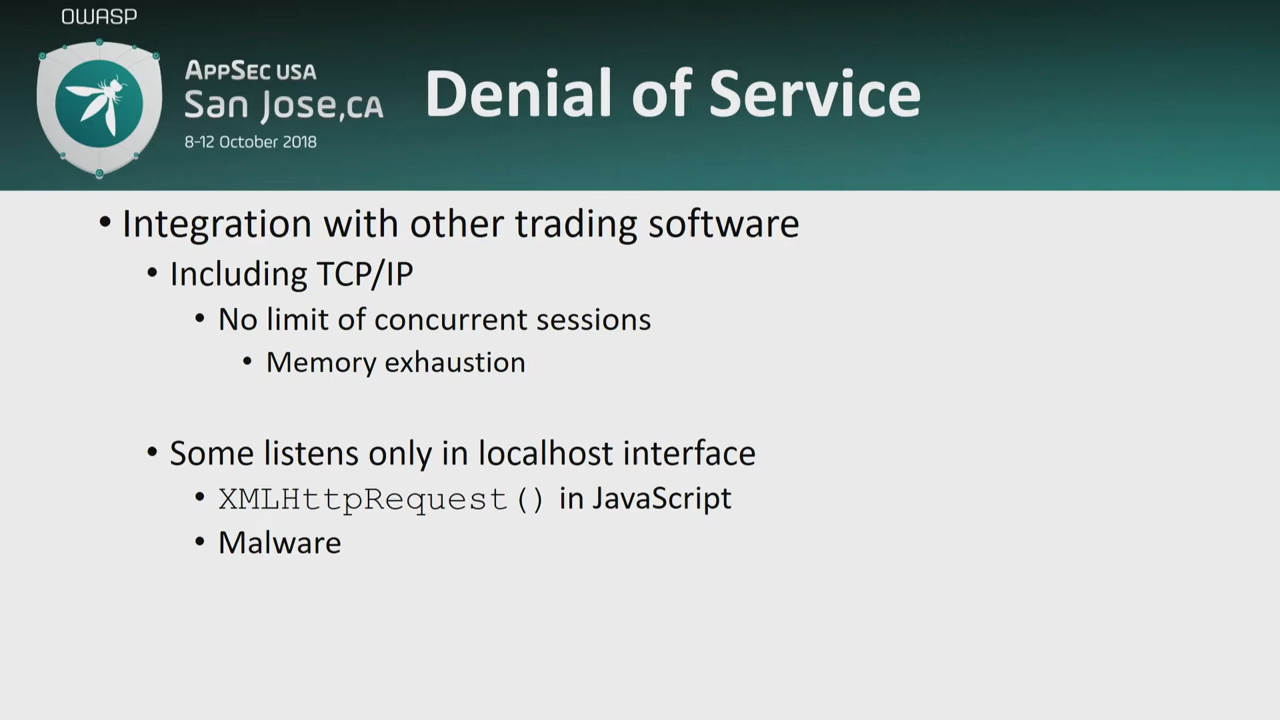 OWASP
APPSEC USA
San Jose,CA
8-12 October 2018
Denial of Service
• Integration with other trading software
• Including TCP/IP
• No limit of concurrent sessions
• Memory exhaustion
• Some listens only in localhost interface
• XMLHttpRequest() in JavaScript
• Malware